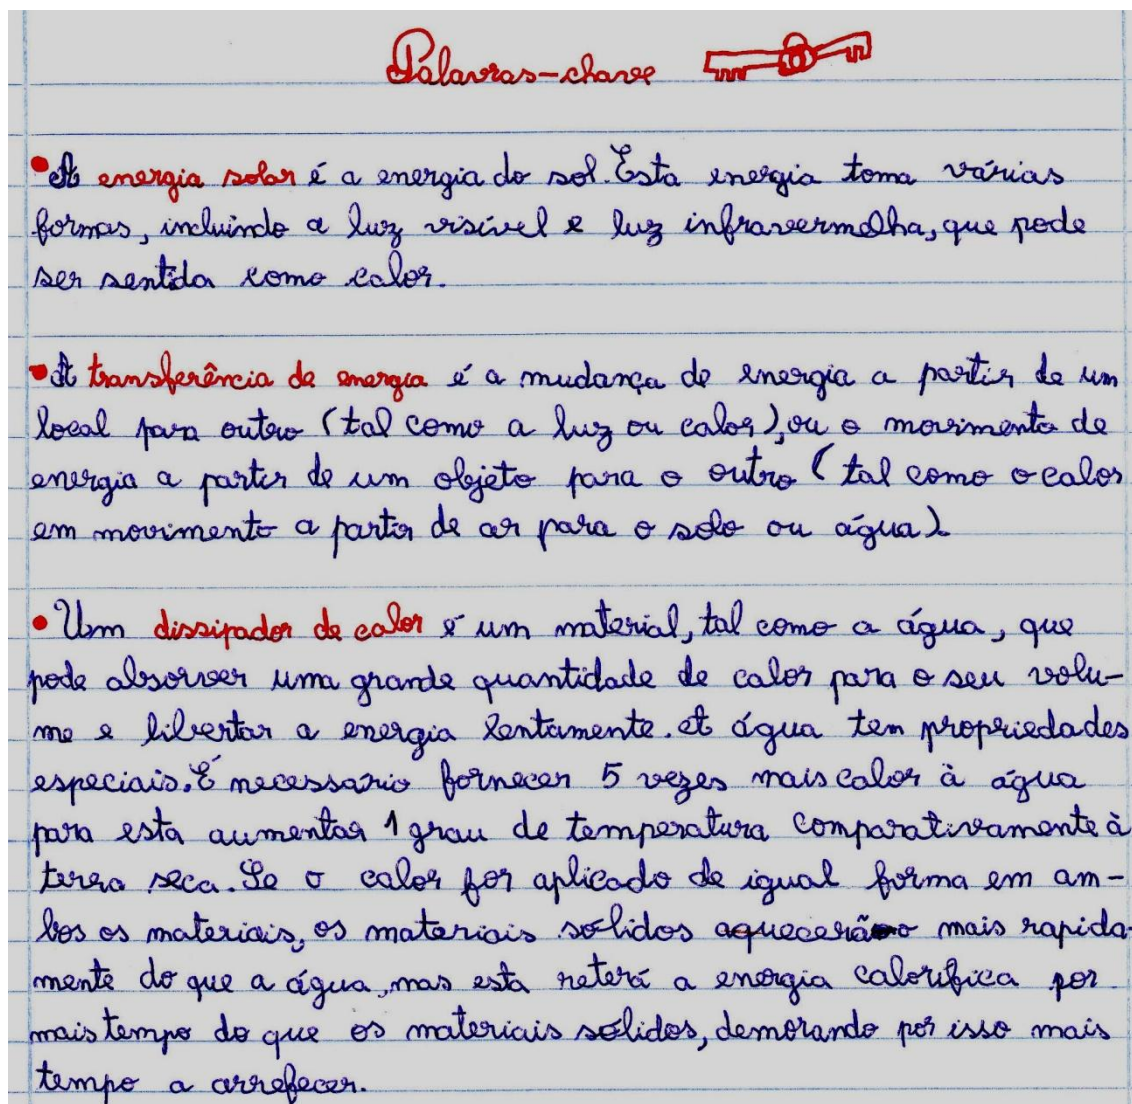 Palavras-chave
• A energia solar é a energia do sol. Esta energia toma várias
formas, incluindo a luz visível e luz infravermelha, que pode
ser sentida como calor.
• A transferência de energia é a mudança de energia a partir de um
local para outro (tal como a luz ou calor), ou o movimento de
energia a partir de um objeto para o outro (tal como o calor
em movimento a partir de ar para o solo ou água)
• Um dissipador de calor é um material, tal como a água, que
pode absorver uma grande quantidade de calor para o seu volu-
me e libertar a energia lentamente. A água tem propriedades
especiais. É necessário fornecer 5 vezes mais calor à água
para esta aumentar 1 grau de temperatura comparativamente à
terra seca. Se o calor for aplicado de igual forma em am-
bos os materiais, os materiais sólidos aquecerão mais rapida-
mente do que a água, mas esta reterá a energia calorífica por
mais tempo do que os materiais sólidos, demorando por isso mais
tempo a arrefecer.